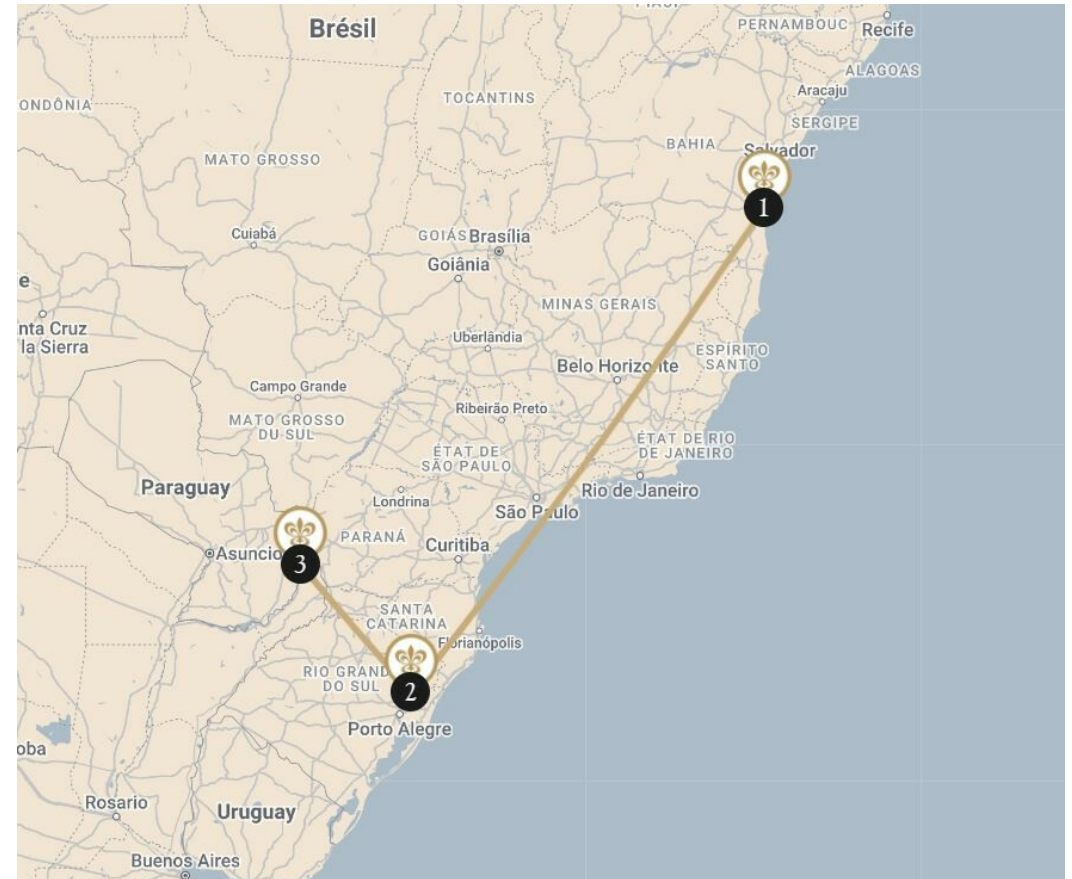 PERNAMBOUC
Brésil
Recife
ALAGOAS
Aracaju
TOCANTINS
ONDÔNIA
SERGIPE
BAHIA
Salvador
MATO GROSSO
1
Cuiabá
GOIÁS
Brasília
Goiânia
e
MINAS GERAIS
nta Cruz
la Sierra
Uberlândia
ESPÍRITO
SANTO
Belo Horizonte
Campo Grande
Ribeirão Preto
MATO GROSSO
DU SUL
ÉTAT DE RIO
DE JANEIRO
ÉTAT DE
SÃO PAULO
Paraguay
Rio de Janeiro
Londrina
São Paulo
PARANÁ
Curitiba
Asuncio
3
SANTA
CATARINA
Florianópolis
RIO GRAND
DO SUL
2
Porto Alegre
oba
Rosario
Uruguay
Buenos Aires